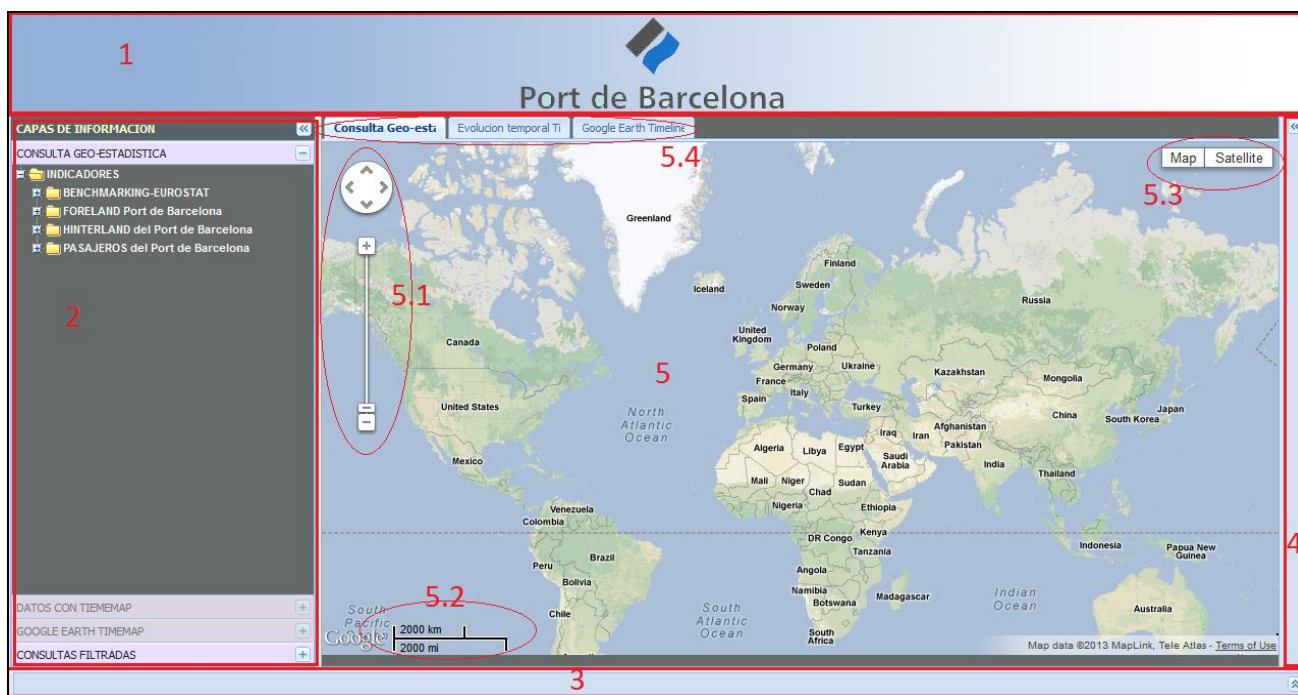 1
Port de Barcelona
CAPAS DE INFORMACION
CONSULTA GEO-ESTADISTICA
INDICADORES
BENCHMARKING-EUROSTAT
FORELAND Port de Barcelona
HINTERLAND del Port de Barcelona
PASAJEROS del Port de Barcelona
2
DATOS CON TIEMEMAP
GOOGLE EARTH TIMEMAP
CONSULTAS FILTRADAS
Consulta Geo-esta
Evolucion temporal Ti
Google Earth Timeline
5.4
Map
Satellite
5.3
5.1
5
Greenland
Iceland
Finland
Sweden
Norway
Russia
United
Kingdom
Poland
Germany
Ukraine
France
Italy
Spain
Turkey
Kazakhstan
Mongolia
China
South Korea
Japan
Canada
United States
North
Atlantic
Ocean
Mexico
Algeria
Libya
Egypt
Iraq
Iran
Afghanistan
Pakistan
Saudi
Arabia
India
Thailand
Mali
Niger
Chad
Sudan
Nigeria
Ethiopia
Venezuela
Colombia
DR Congo
Kenya
Tanzania
Indonesia
Papua New
Guinea
Brazil
Peru
Bolivia
Angola
Namibia
Botswana
Madagascar
Indian
Ocean
Australia
Chile
South
Pacific
South
Atlantic
Ocean
South
Africa
5.2
2000 km
2000 mi
Google
Map data ©2013 MapLink, Tele Atlas - Terms of Use
4
3